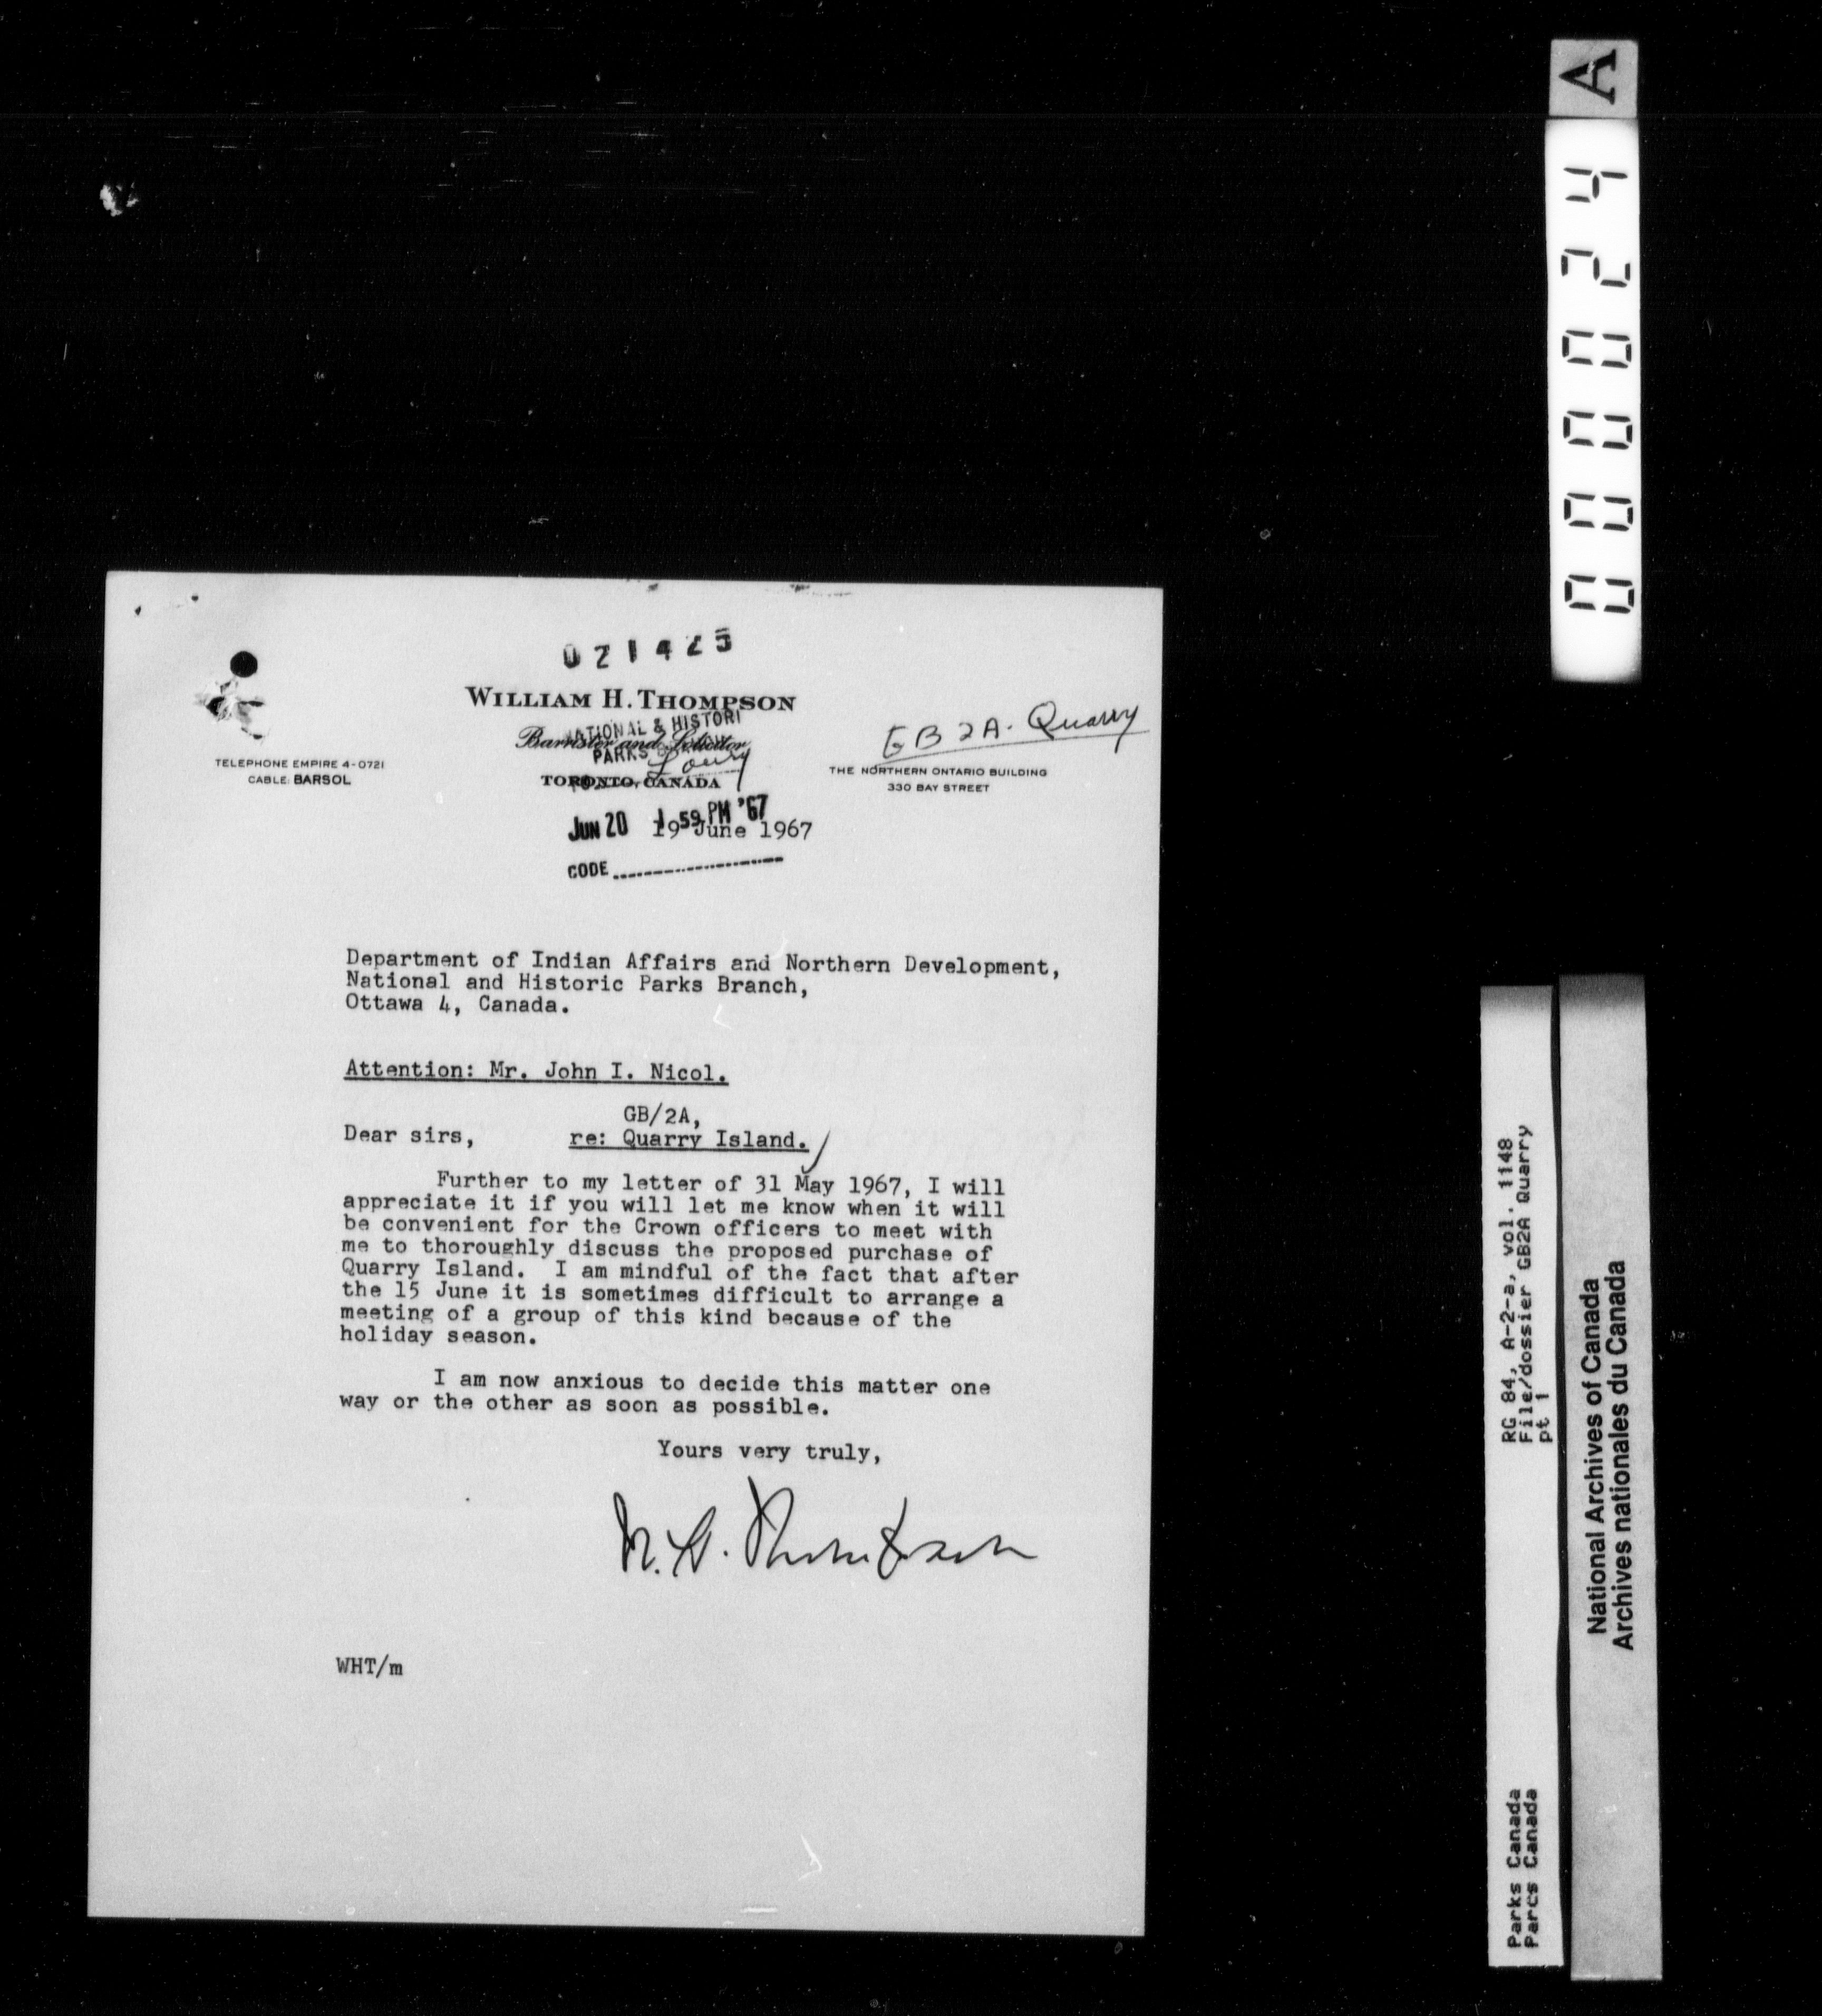 021425
WILLIAM H. THOMPSON
NATIONAL & HISTORI
Barrister and Solicitor
PARKS
TORONTO, CANADA
TELEPHONE EMPIRE 4-0721
CABLE: BARSOL
GB2A. Quarry
THE NORTHERN ONTARIO BUILDING
330 BAY STREET
JUN 20 1 59 PM '67
19 June 1967
CODE
Department of Indian Affairs and Northern Development,
National and Historic Parks Branch,
Ottawa 4, Canada.
Attention: Mr. John I. Nicol.
GB/2A,
Dear sirs, re: Quarry Island.
Further to my letter of 31 May 1967, I will
appreciate it if you will let me know when it will
be convenient for the Crown officers to meet with
me to thoroughly discuss the proposed purchase of
Quarry Island. I am mindful of the fact that after
the 15 June it is sometimes difficult to arrange a
meeting of a group of this kind because of the
holiday season.
I am now anxious to decide this matter one
way or the other as soon as possible.
Yours very truly,
W. H. Thompson
WHT/m
A
000024
RG 84, A-2-a, vol. 1148
File/dossier GB2A Quarry
pt 1
Parks Canada
Parcs Canada
National Archives of Canada
Archives nationales du Canada